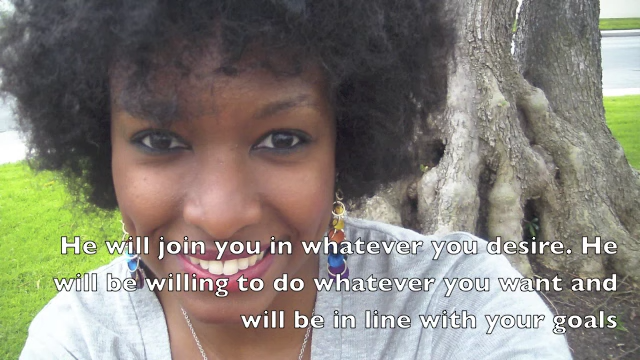 He will join you in whatever you desire. He
will be willing to do whatever you want and
will be in line with your goals